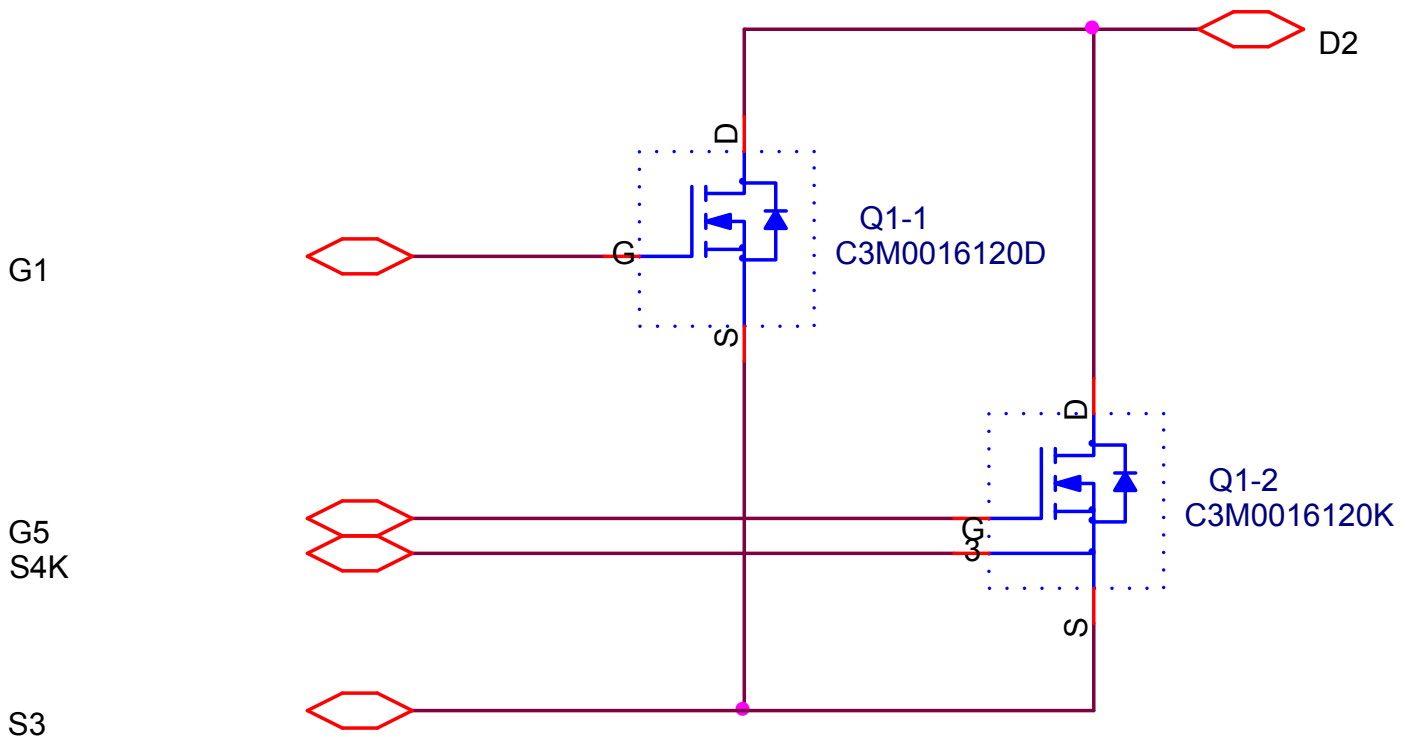 D2
D
Q1-1
C3M0016120D
G1
G
S
D
Q1-2
C3M0016120K
G5
G
S4K
3
S
S3